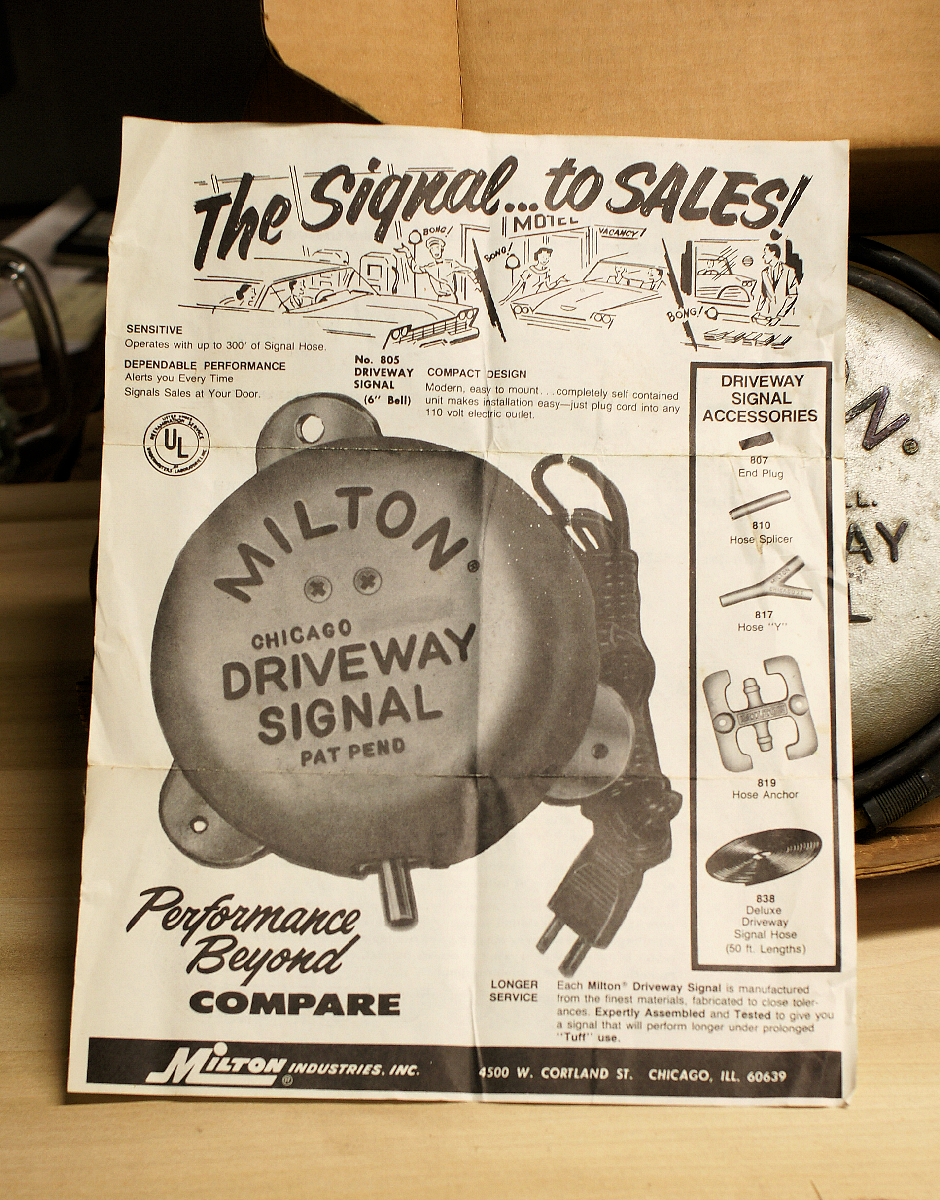 The Signal...to SALES!
BONG!
BONG!
MOTEL
VACANCY!
BONG!
SENSITIVE
Operates with up to 300' of Signal Hose.
DEPENDABLE PERFORMANCE
Alerts you Every Time
Signals Sales at Your Door.
No. 805
DRIVEWAY
SIGNAL
(6" Bell)
COMPACT DESIGN
Modern, easy to mount...completely self contained
unit makes installation easy—just plug cord into any
110 volt electric outlet.
UL
MILTON®
CHICAGO
DRIVEWAY
SIGNAL
PAT PEND
DRIVEWAY
SIGNAL
ACCESSORIES
807
End Plug
810
Hose Splicer
817
Hose "Y"
819
Hose Anchor
838
Deluxe
Driveway
Signal Hose
(50 ft. Lengths)
Performance
Beyond
COMPARE
LONGER
SERVICE
Each Milton® Driveway Signal is manufactured
from the finest materials, fabricated to close toler-
ances. Expertly Assembled and Tested to give you
a signal that will perform longer under prolonged
"Tuff" use.
MILTON® INDUSTRIES, INC. 4500 W. CORTLAND ST. CHICAGO, ILL. 60639
N.®
LL.
AY